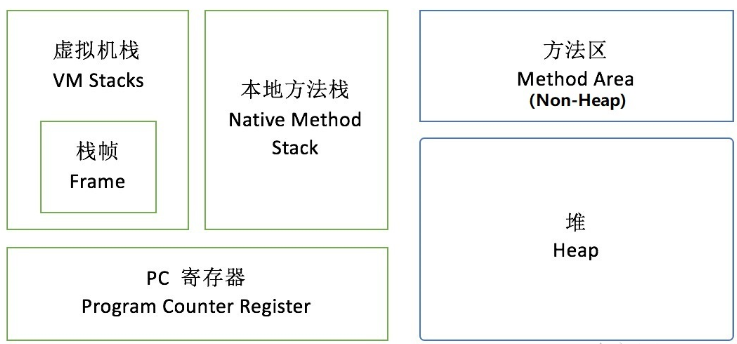 虚拟机栈
VM Stacks
栈帧
Frame
本地方法栈
Native Method
Stack
PC 寄存器
Program Counter Register
方法区
Method Area
(Non-Heap)
堆
Heap